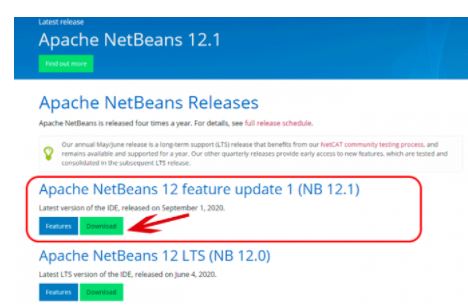 Latest release
Apache NetBeans 12.1
Find out more
Apache NetBeans Releases
Apache NetBeans is released four times a year. For details, see full release schedule.
Our annual May/June release is a long-term support (LTS) release that benefits from our NetCAT community testing process, and
remains available and supported for a year. Our other quarterly releases provide early access to new features, which are tested and
consolidated in the subsequent LTS release.
Apache NetBeans 12 feature update 1 (NB 12.1)
Latest version of the IDE, released on September 1, 2020.
Features Download
Apache NetBeans 12 LTS (NB 12.0)
Latest LTS version of the IDE, released on June 4, 2020.
Features Download